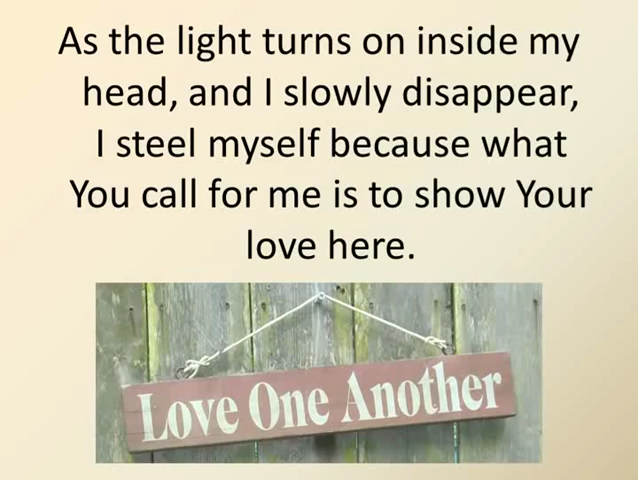 As the light turns on inside my
head, and I slowly disappear,
I steel myself because what
You call for me is to show Your
love here.
Love One Another